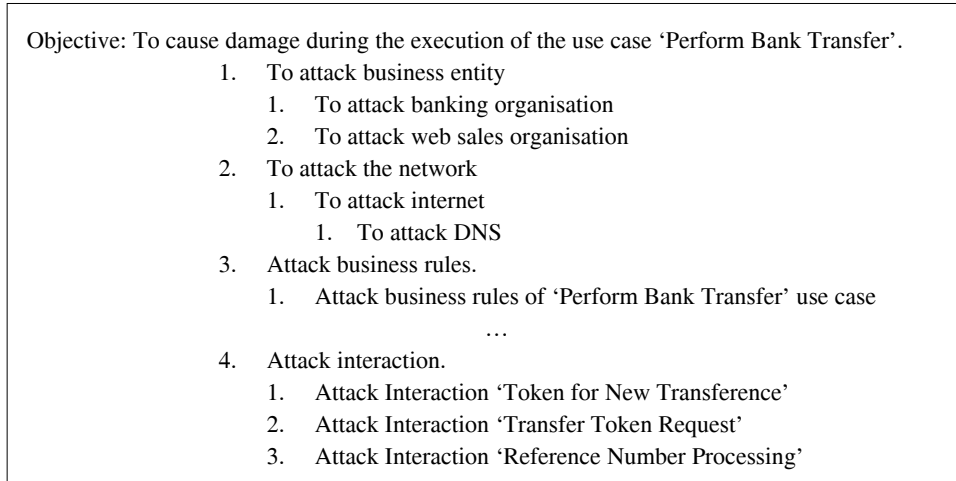 Objective: To cause damage during the execution of the use case ‘Perform Bank Transfer’.
1. To attack business entity
1. To attack banking organisation
2. To attack web sales organisation
2. To attack the network
1. To attack internet
1. To attack DNS
3. Attack business rules.
1. Attack business rules of ‘Perform Bank Transfer’ use case
…
4. Attack interaction.
1. Attack Interaction ‘Token for New Transference’
2. Attack Interaction ‘Transfer Token Request’
3. Attack Interaction ‘Reference Number Processing’